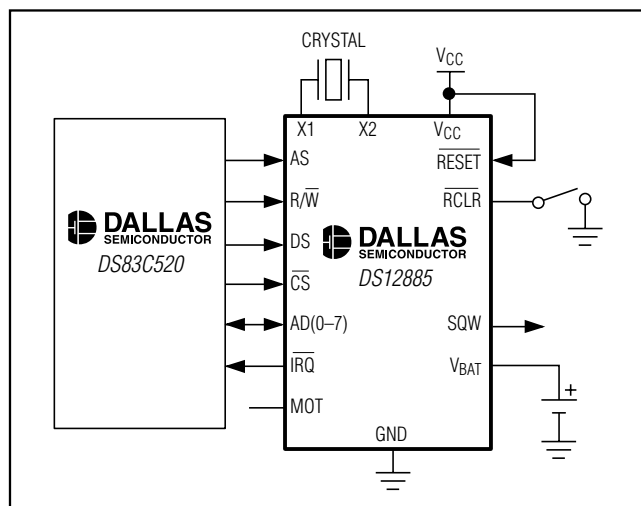 CRYSTAL
VCC
X1
X2
VCC
AS
RESET
R/W
RCLR
DALLAS
SEMICONDUCTOR
DS83C520
DS
DALLAS
SEMICONDUCTOR
DS12885
CS
AD(0–7)
SQW
IRQ
VBAT
+
MOT
GND